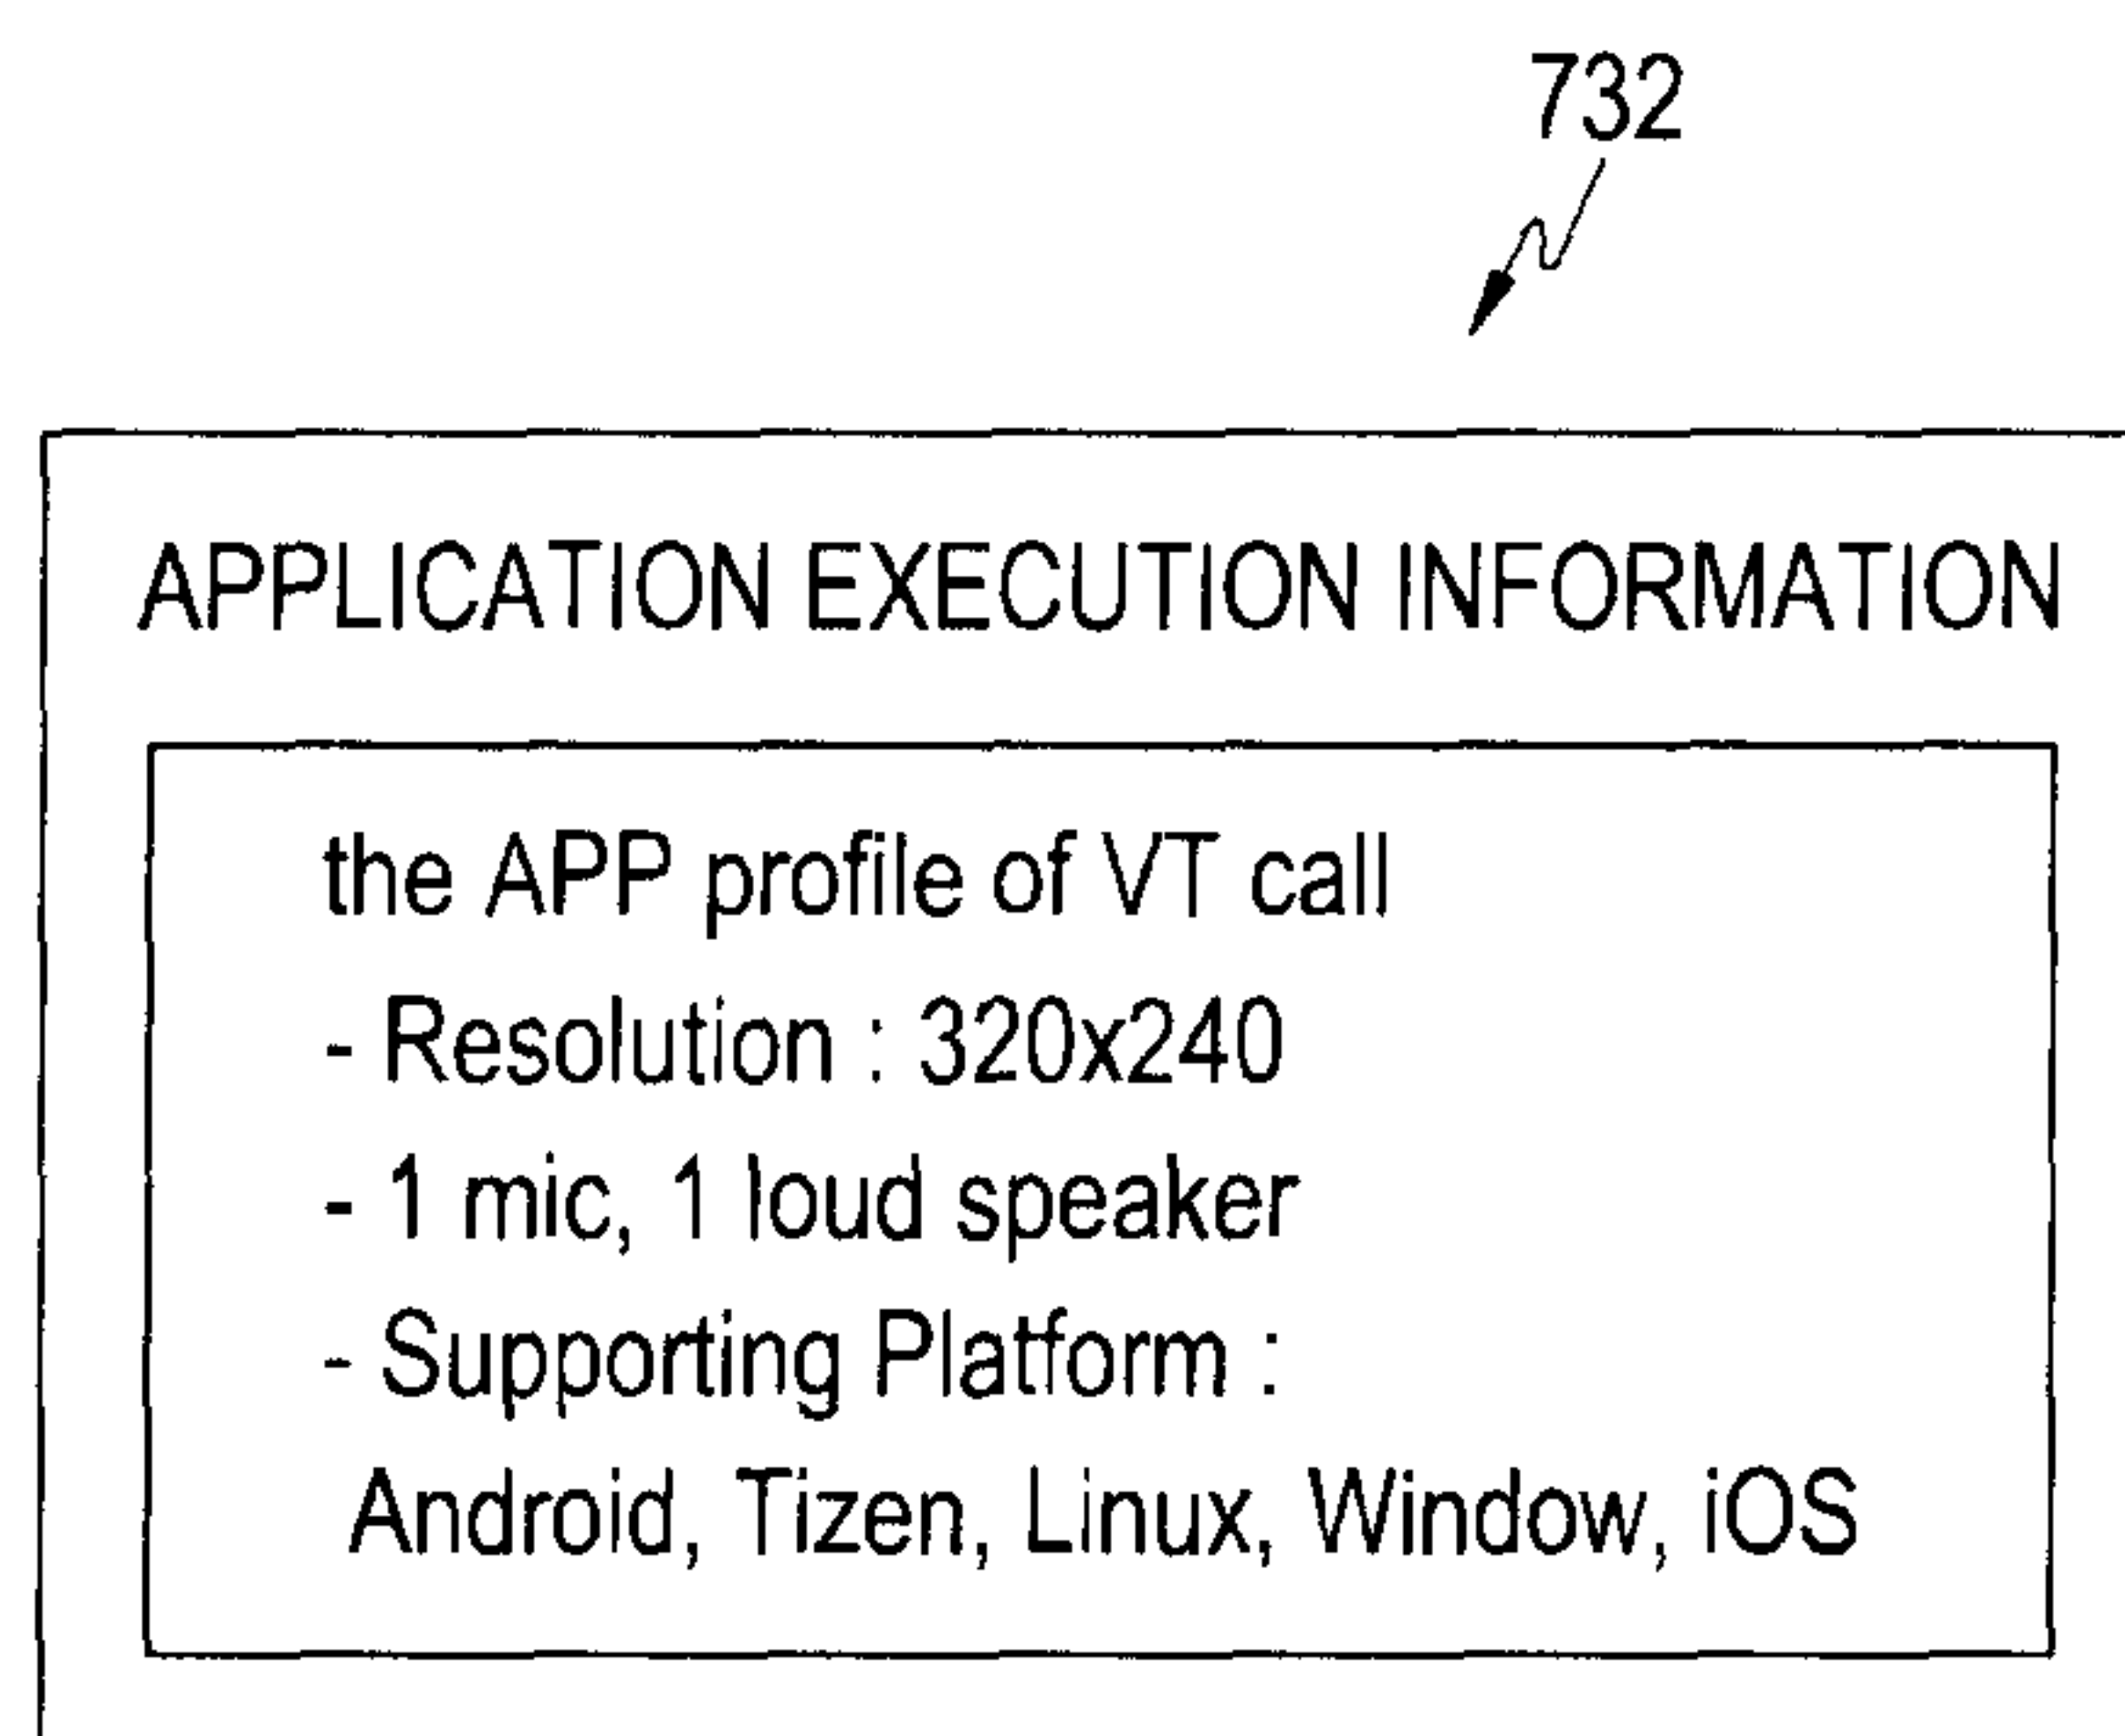 732
APPLICATION EXECUTION INFORMATION
the APP profile of VT call
- Resolution : 320x240
- 1 mic, 1 loud speaker
- Supporting Platform :
Android, Tizen, Linux, Window, iOS